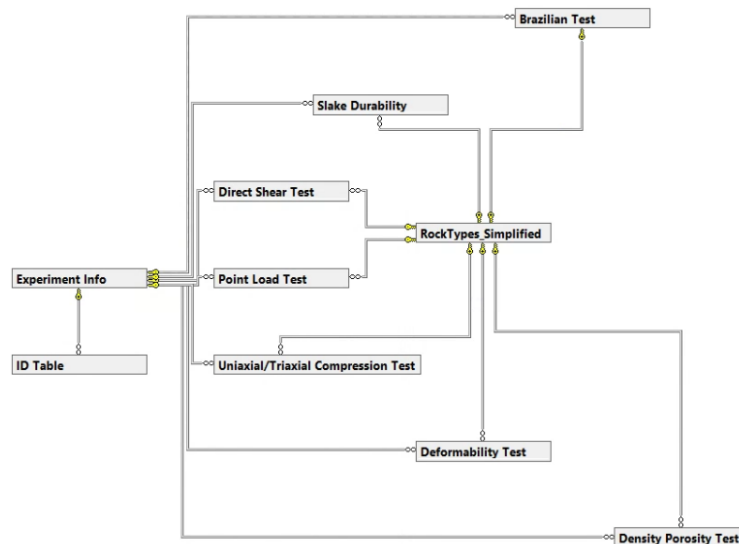 Brazilian Test
Slake Durability
Direct Shear Test
RockTypes_Simplified
Experiment Info
Point Load Test
ID Table
Uniaxial/Triaxial Compression Test
Deformability Test
Density Porosity Test